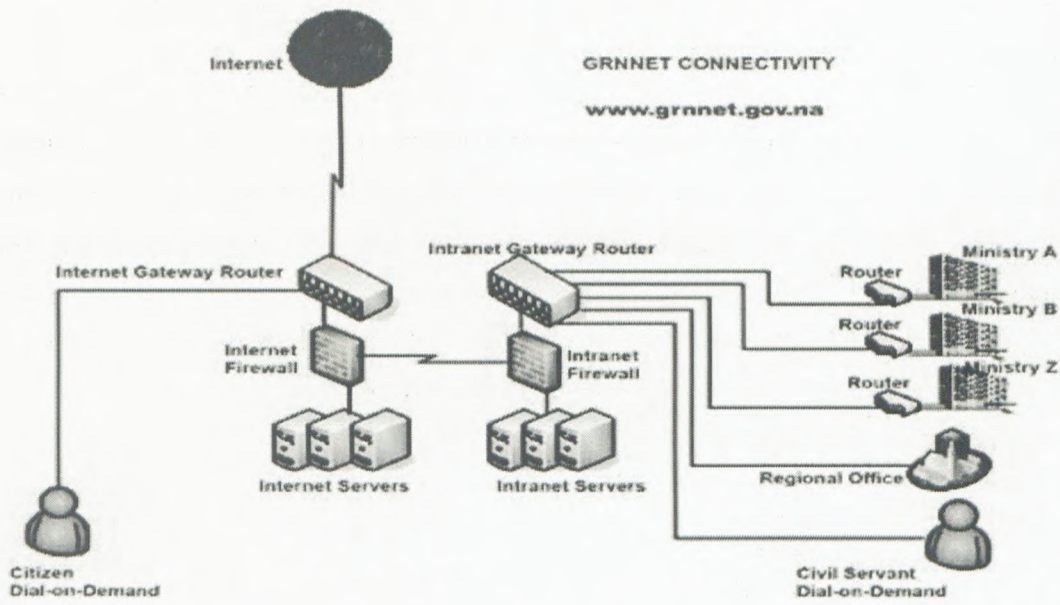 Internet
GRNNET CONNECTIVITY
www.grnnet.gov.na
Internet Gateway Router
Intranet Gateway Router
Router
Ministry A
Router
Ministry B
Router
Ministry Z
Internet
Firewall
Intranet
Firewall
Internet Servers
Intranet Servers
Regional Office
Citizen
Dial-on-Demand
Civil Servant
Dial-on-Demand